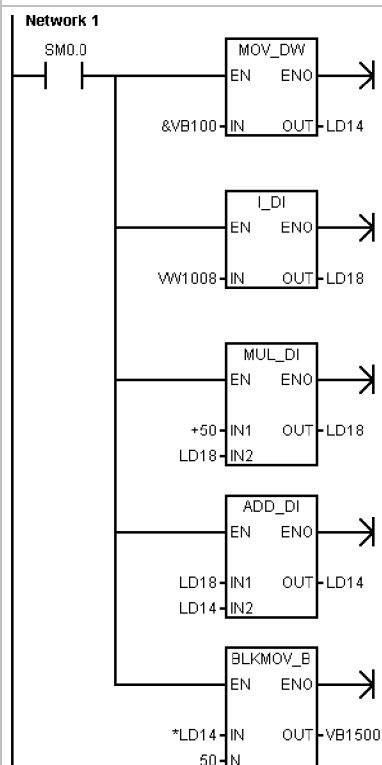 Network 1
SM0.0
MOV_DW
EN ENO
&VB100 IN OUT LD14
I_DI
EN ENO
VW1008 IN OUT LD18
MUL_DI
EN ENO
+50 IN1 OUT LD18
LD18 IN2
ADD_DI
EN ENO
LD18 IN1 OUT LD14
LD14 IN2
BLKMOV_B
EN ENO
*LD14 IN OUT VB1500
50 N